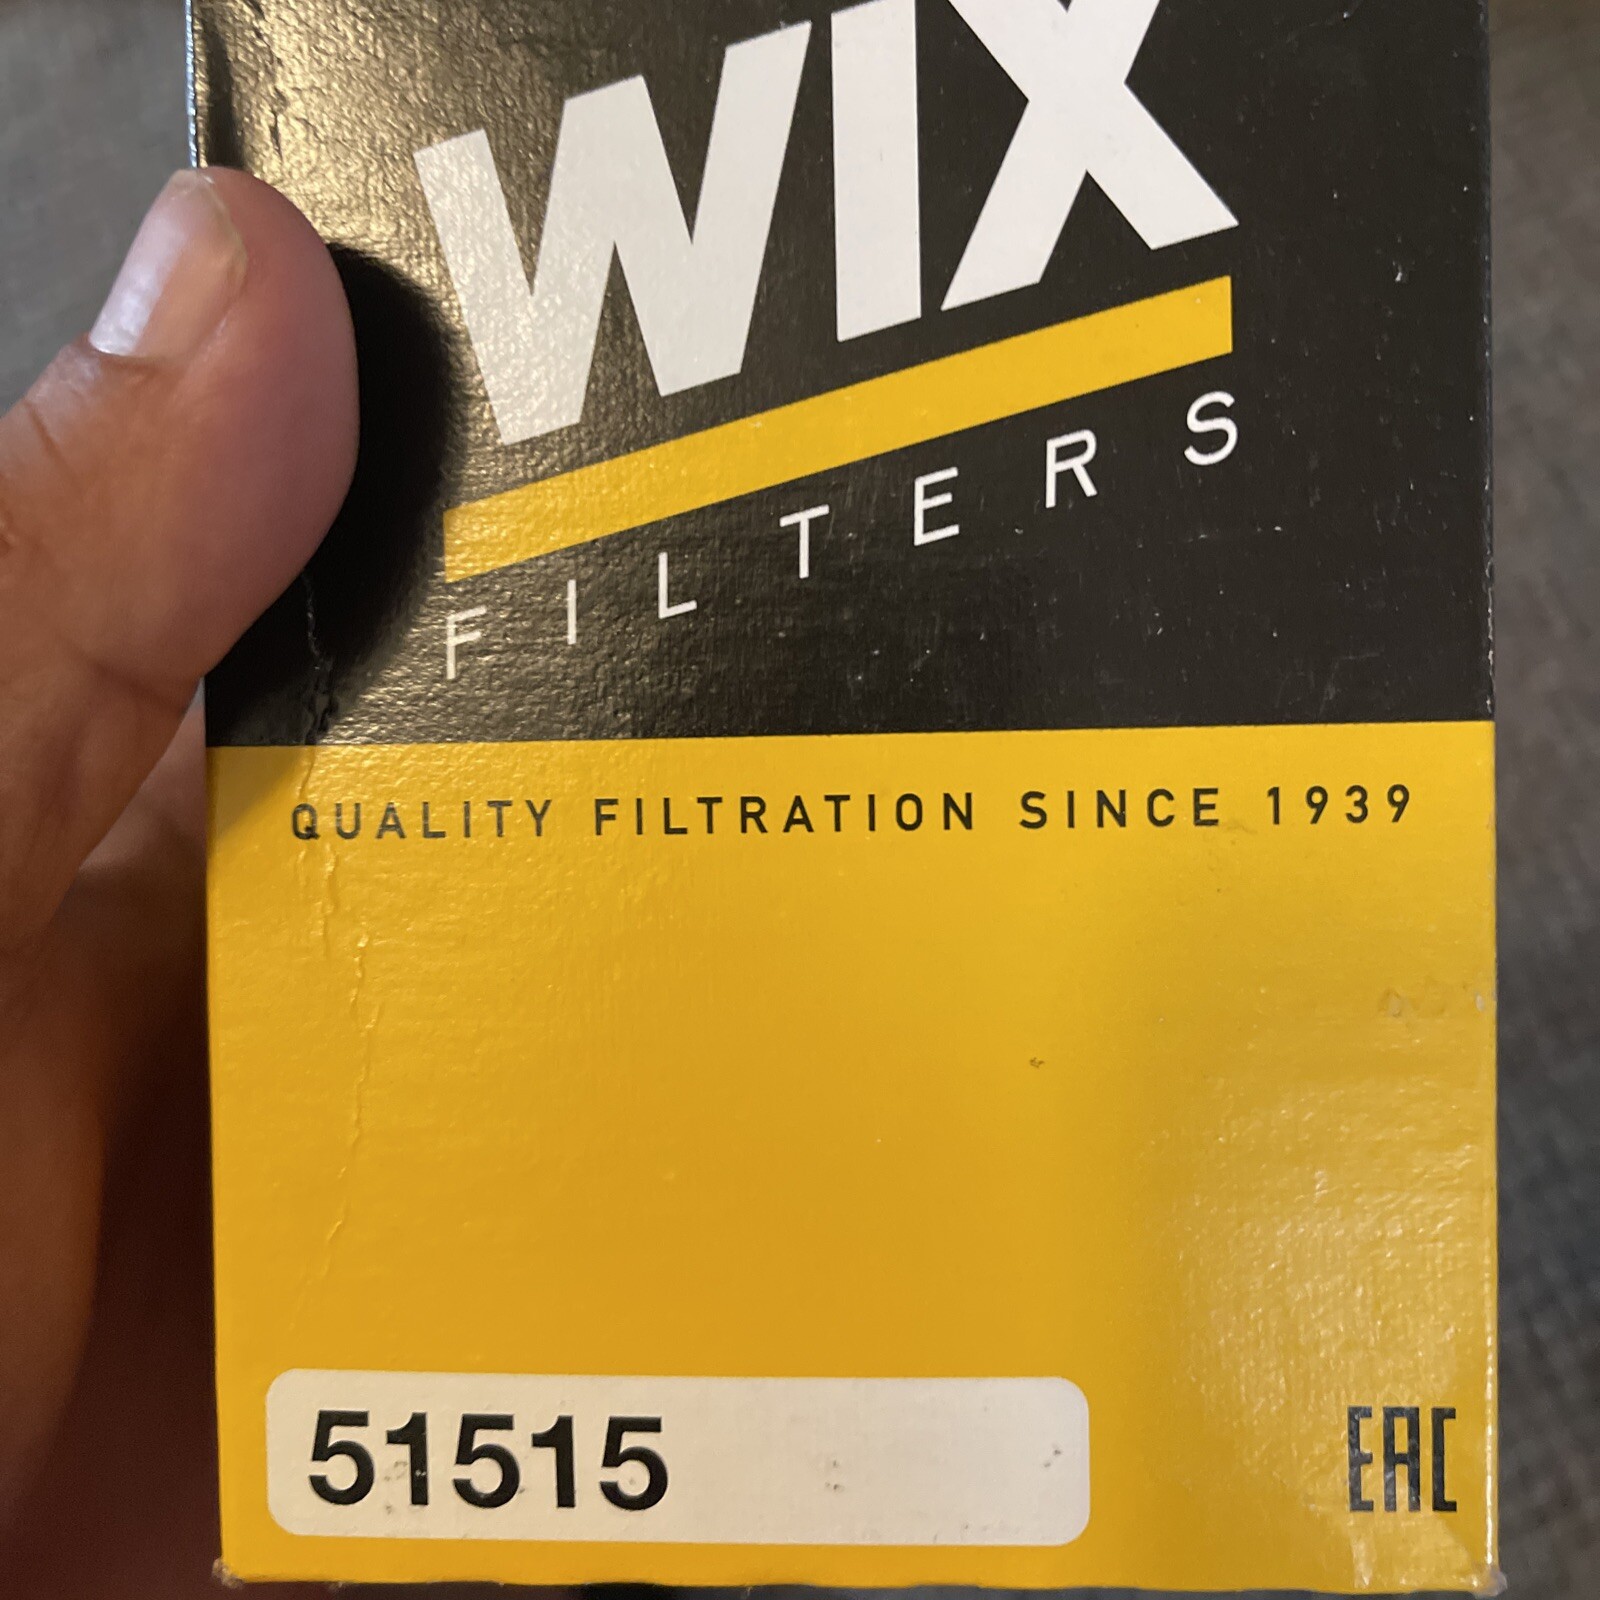 WIX
FILTERS
QUALITY FILTRATION SINCE 1939
51515
EAC